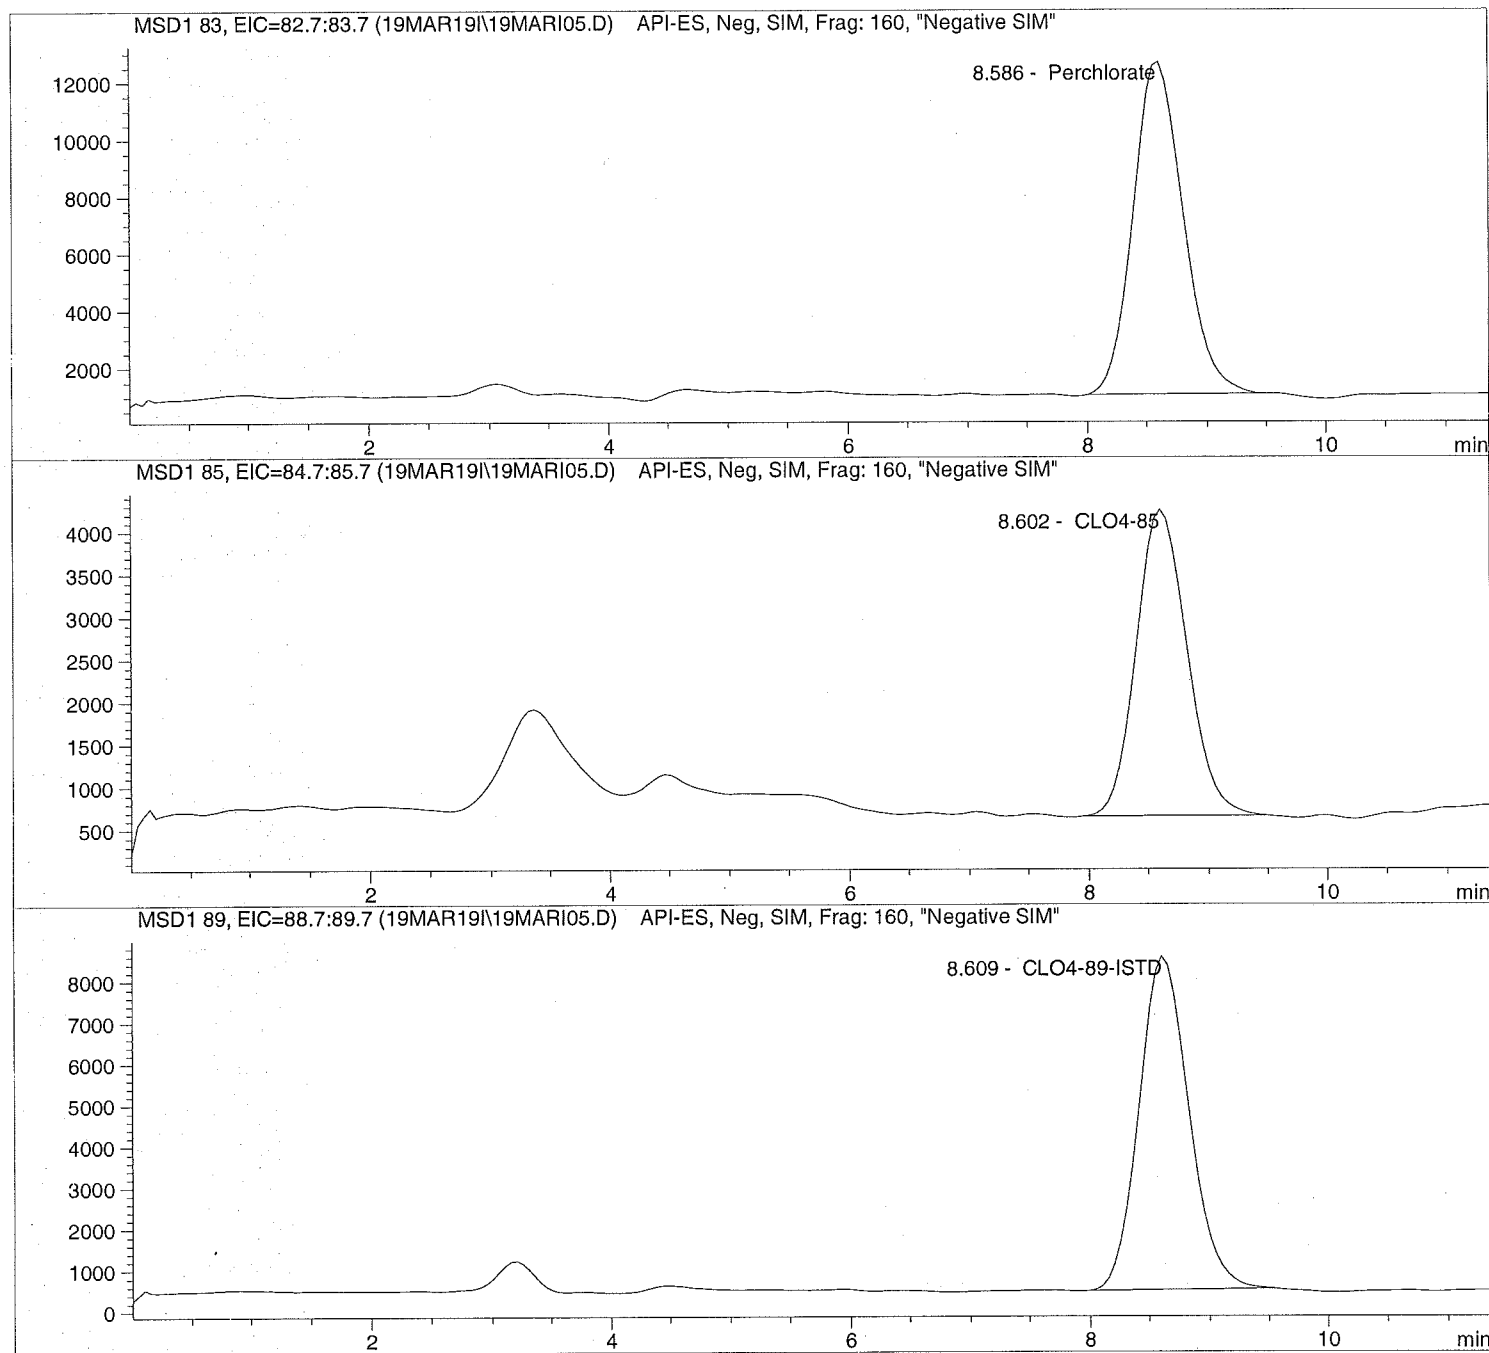 MSD1 83, EIC=82.7:83.7 (19MAR19I\19MARI05.D) API-ES, Neg, SIM, Frag: 160, "Negative SIM"
8.586 - Perchlorate
12000
10000
8000
6000
4000
2000
2 4 6 8 10 min
MSD1 85, EIC=84.7:85.7 (19MAR19I\19MARI05.D) API-ES, Neg, SIM, Frag: 160, "Negative SIM"
8.602 - CLO4-85
4000
3500
3000
2500
2000
1500
1000
500
2 4 6 8 10 min
MSD1 89, EIC=88.7:89.7 (19MAR19I\19MARI05.D) API-ES, Neg, SIM, Frag: 160, "Negative SIM"
8.609 - CLO4-89-ISTD
8000
7000
6000
5000
4000
3000
2000
1000
0
2 4 6 8 10 min